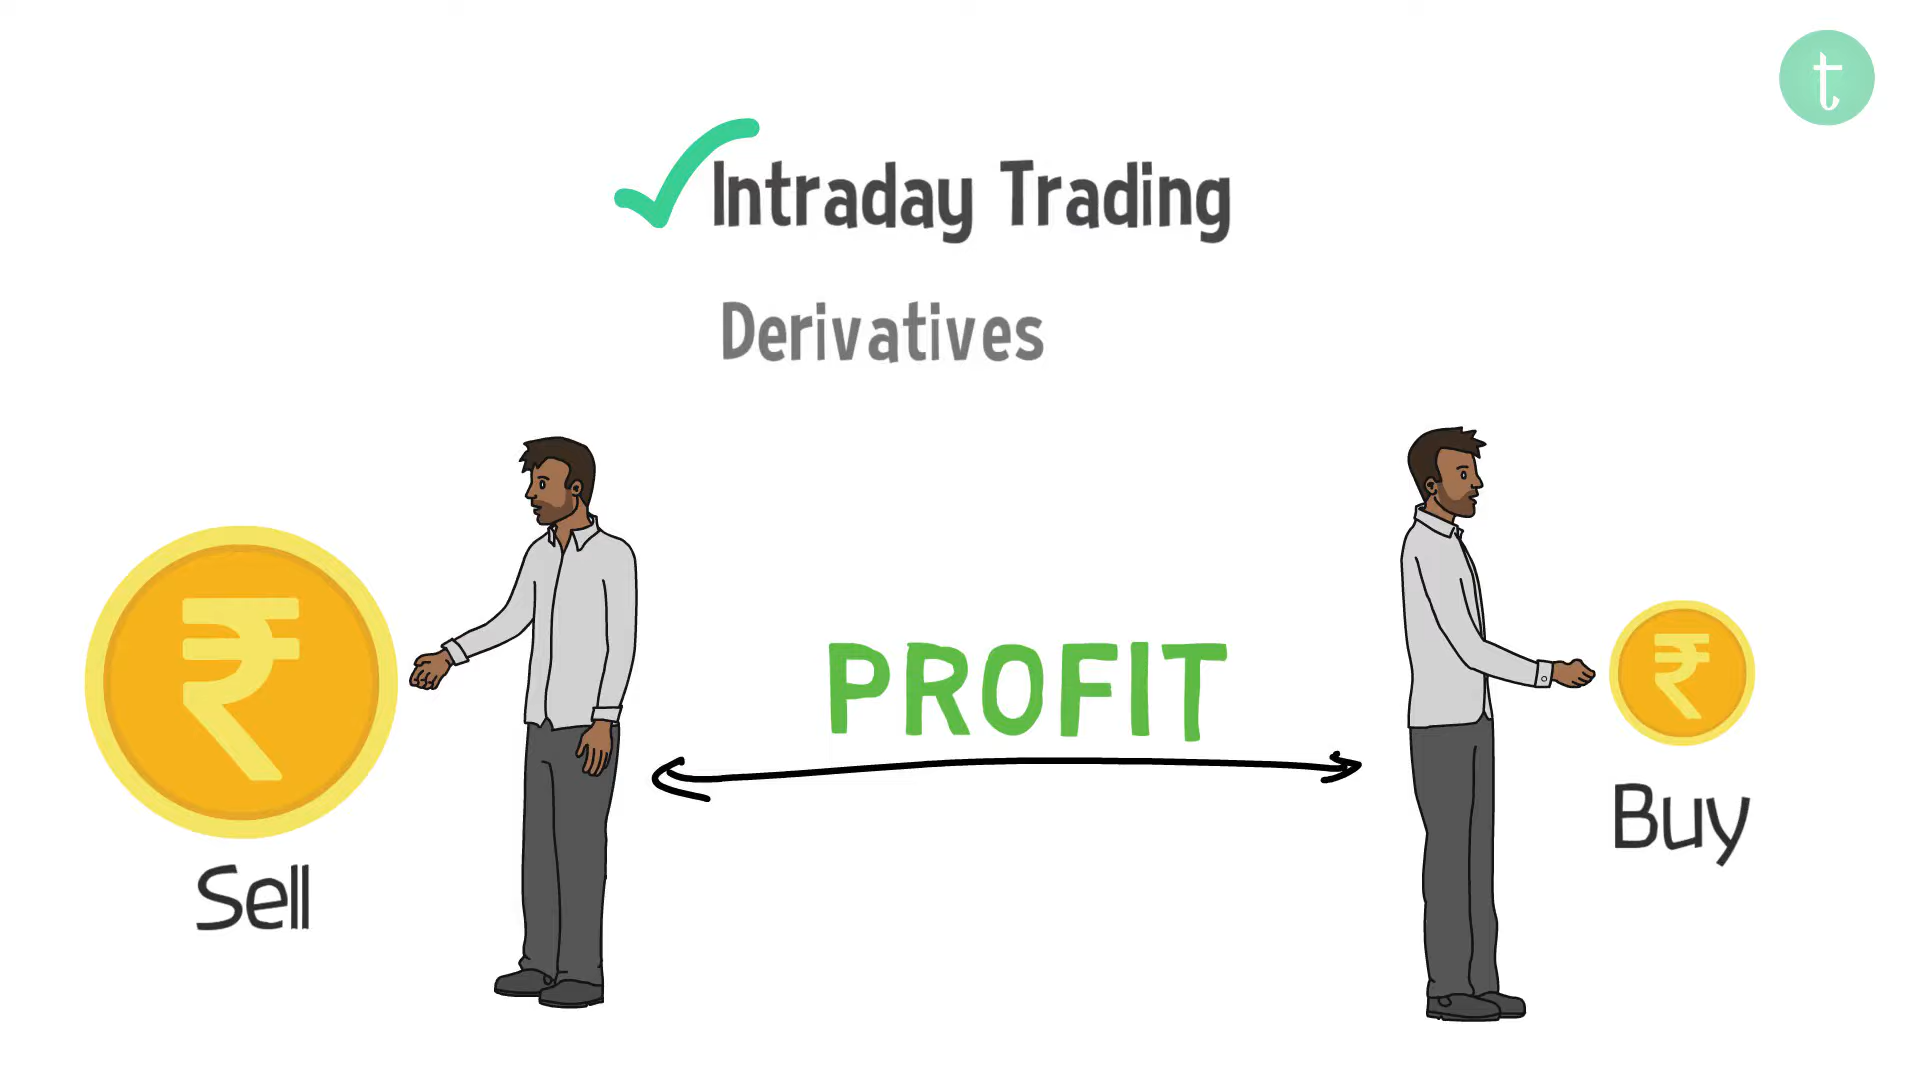 t
Intraday Trading
Derivatives
₹
PROFIT
₹
Sell
Buy